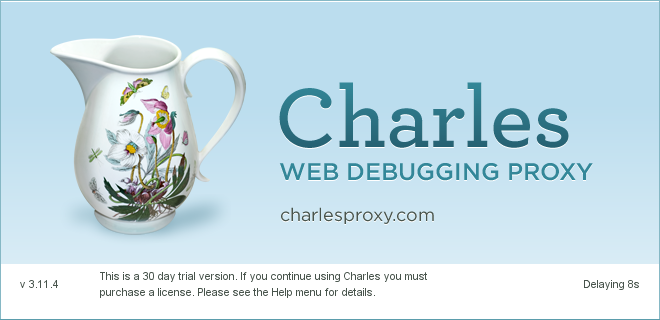 Charles
WEB DEBUGGING PROXY
charlesproxy.com
v 3.11.4
This is a 30 day trial version. If you continue using Charles you must
purchase a license. Please see the Help menu for details.
Delaying 8s